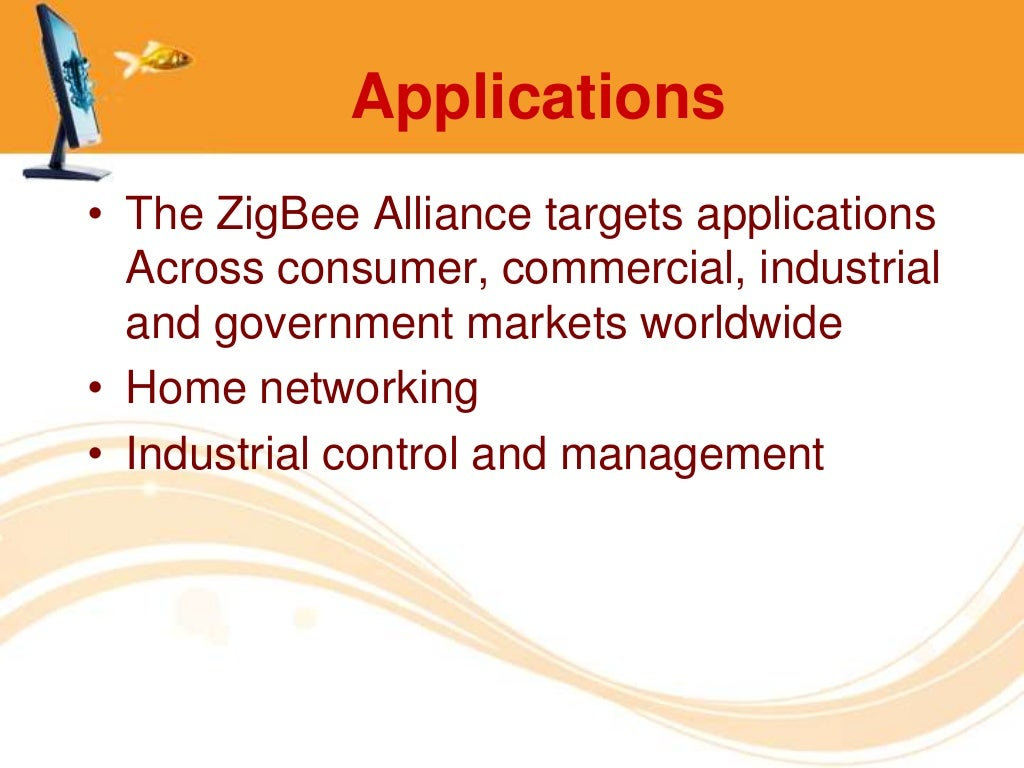 Applications
• The ZigBee Alliance targets applications
Across consumer, commercial, industrial
and government markets worldwide
• Home networking
• Industrial control and management